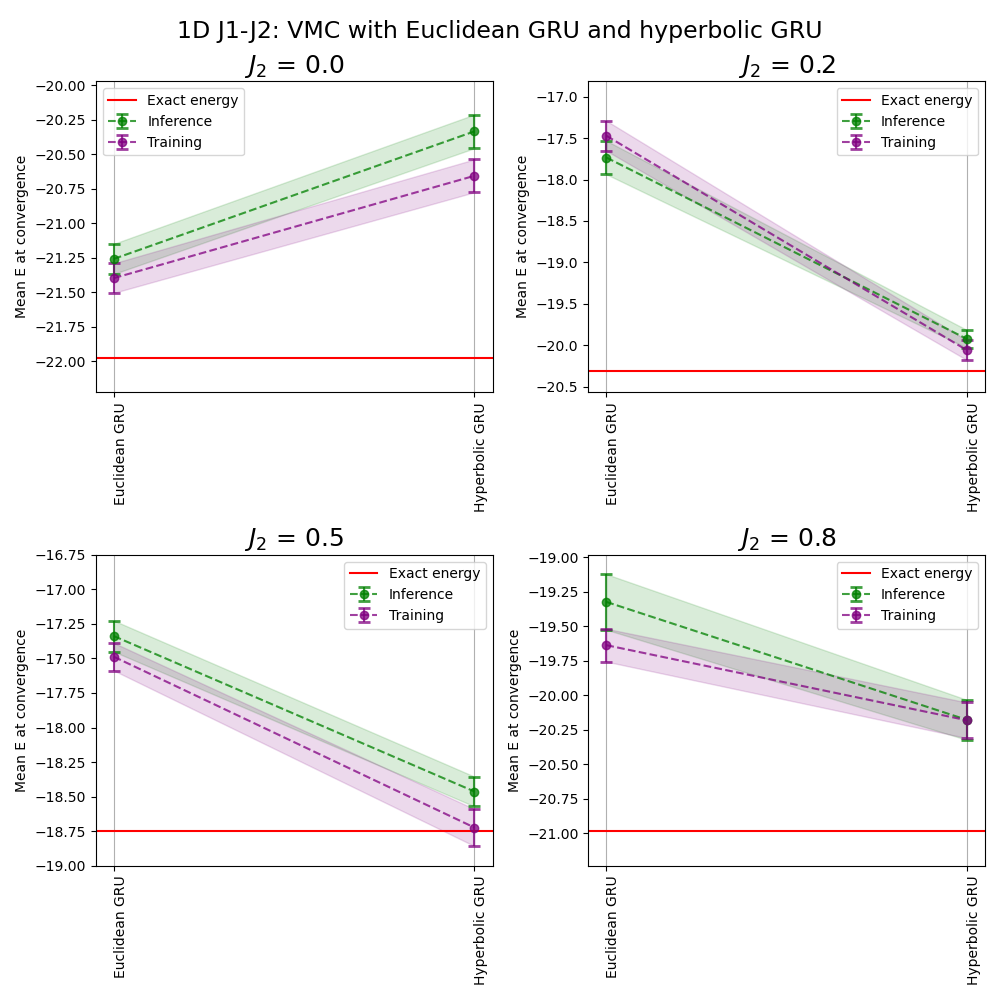 1D J1-J2: VMC with Euclidean GRU and hyperbolic GRU
J₂ = 0.0
Mean E at convergence
−20.00
−20.25
−20.50
−20.75
−21.00
−21.25
−21.50
−21.75
−22.00
Exact energy
Inference
Training
Euclidean GRU
Hyperbolic GRU
J₂ = 0.2
Mean E at convergence
−17.0
−17.5
−18.0
−18.5
−19.0
−19.5
−20.0
−20.5
Exact energy
Inference
Training
Euclidean GRU
Hyperbolic GRU
J₂ = 0.5
Mean E at convergence
−16.75
−17.00
−17.25
−17.50
−17.75
−18.00
−18.25
−18.50
−18.75
−19.00
Exact energy
Inference
Training
Euclidean GRU
Hyperbolic GRU
J₂ = 0.8
Mean E at convergence
−19.00
−19.25
−19.50
−19.75
−20.00
−20.25
−20.50
−20.75
−21.00
Exact energy
Inference
Training
Euclidean GRU
Hyperbolic GRU